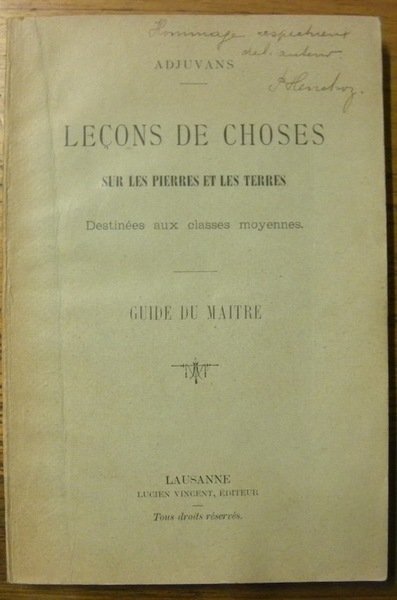 Hommage respectueux
de l'auteur.
ADJUVANS
P. Henchoz.
LEÇONS DE CHOSES
SUR LES PIERRES ET LES TERRES
Destinées aux classes moyennes.
GUIDE DU MAITRE
LAUSANNE
LUCIEN VINCENT, ÉDITEUR
Tous droits réservés.